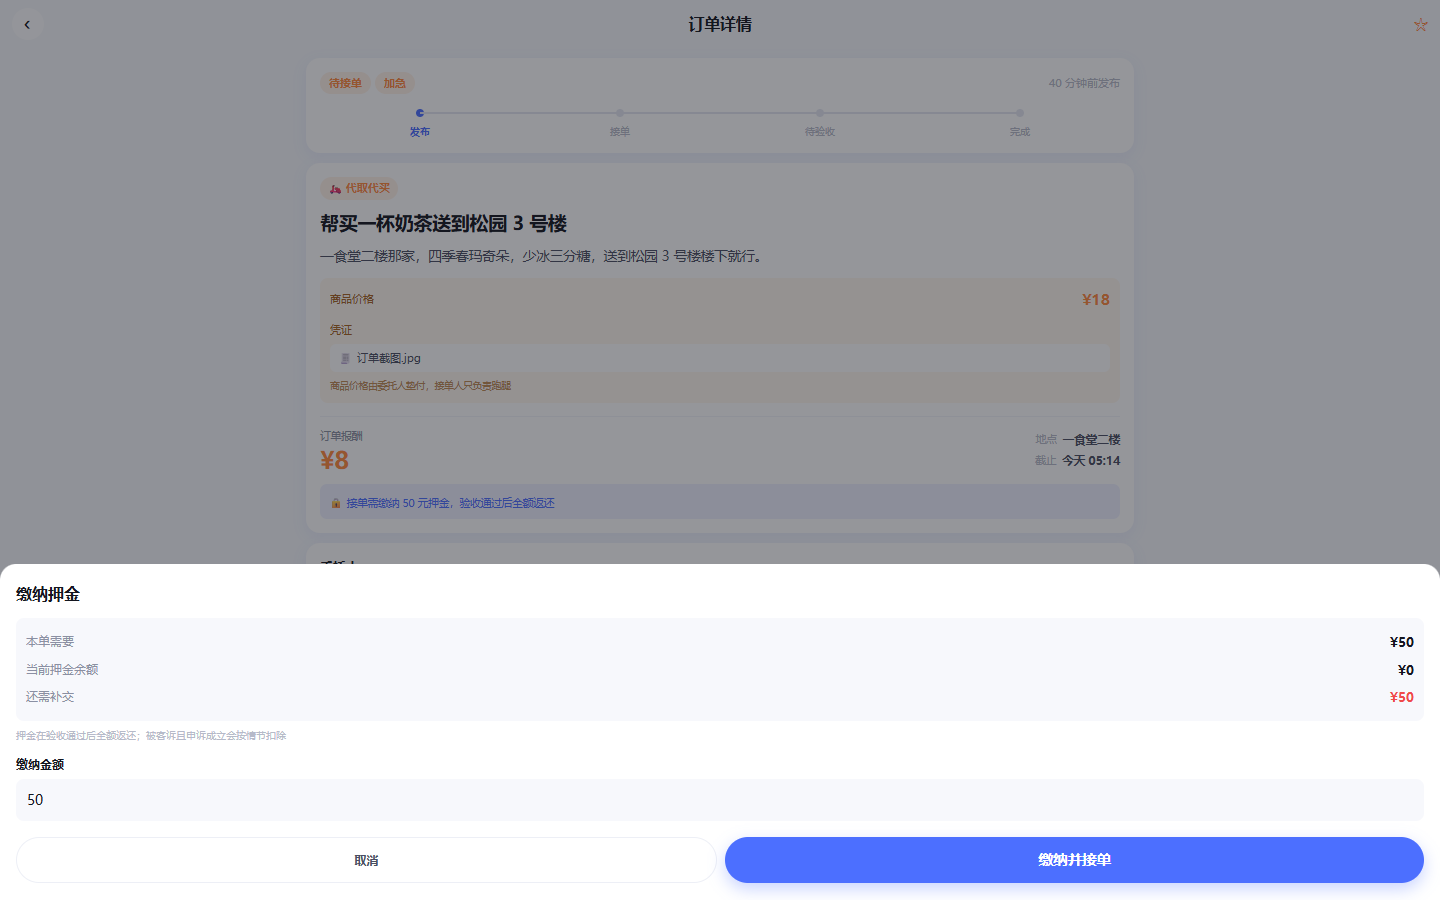 订单详情
待接单 加急 40 分钟前发布
发布 接单 待验收 完成
代取代买
帮买一杯奶茶送到松园 3 号楼
一食堂二楼那家，四季春玛奇朵，少冰三分糖，送到松园 3 号楼楼下就行。
商品价格 ¥18
凭证
订单截图.jpg
商品价格由委托人垫付，接单人只负责跑腿
订单报酬
¥8
地点 一食堂二楼
截止 今天 05:14
接单需缴纳 50 元押金，验收通过后全额返还
缴纳押金
本单需要 ¥50
当前押金余额 ¥0
还需补交 ¥50
押金在验收通过后全额返还；被客诉且申诉成立会按情节扣除
缴纳金额
50
取消 缴纳并接单